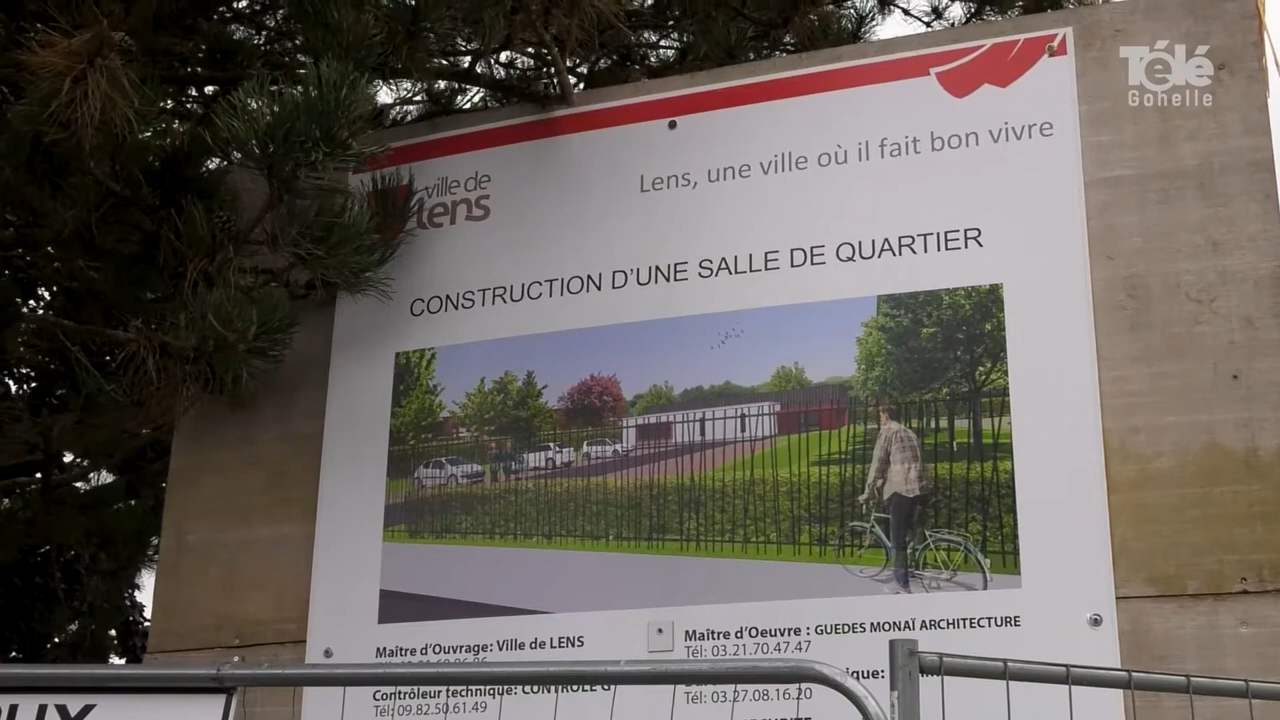 Télé
Gohelle
Lens, une ville où il fait bon vivre
ville de
lens
CONSTRUCTION D'UNE SALLE DE QUARTIER
Maître d'Ouvrage: Ville de LENS
Maître d'Oeuvre : GUEDES MONAÏ ARCHITECTURE
Tél: 03.21.70.47.47
Contrôleur technique: CONTROLE G
Tél: 09.82.50.61.49
Tél: 03.27.08.16.20